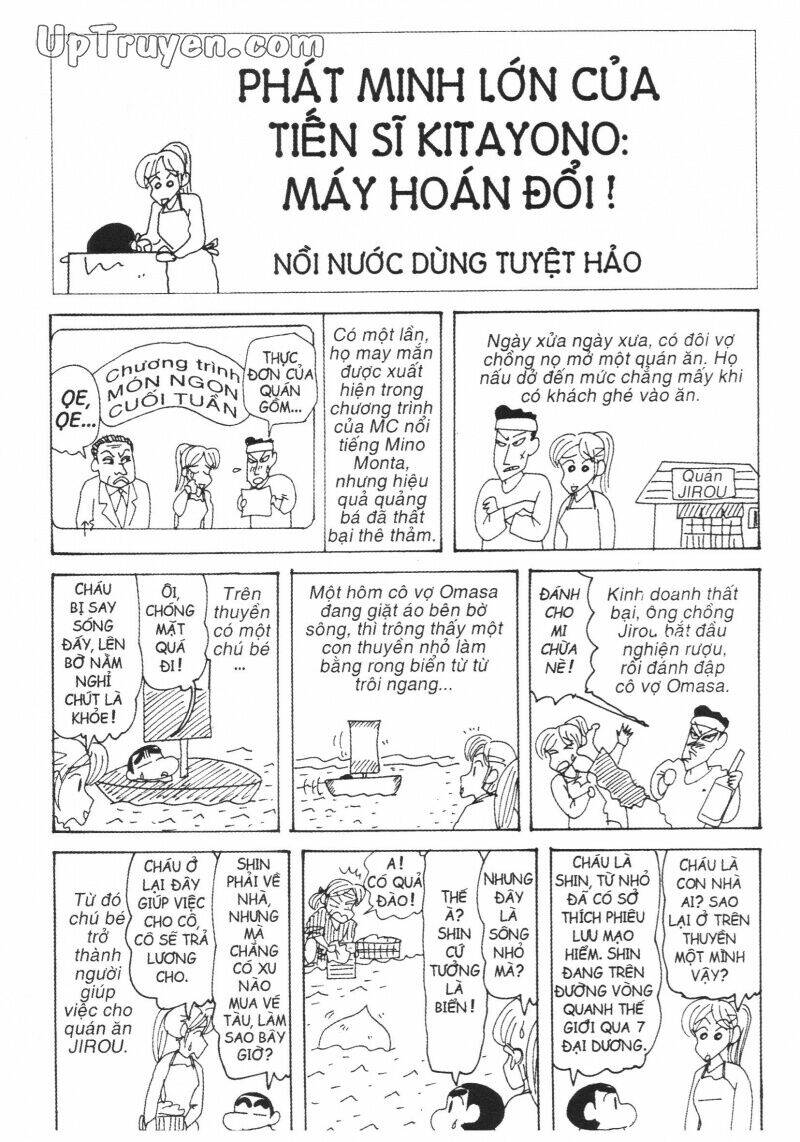 UpTruyen.com
PHÁT MINH LỚN CỦA
TIẾN SĨ KITAYONO:
MÁY HOÁN ĐỔI!
NỒI NƯỚC DÙNG TUYỆT HẢO
Ngày xửa ngày xưa, có đôi vợ
chồng nọ mở một quán ăn. Họ
nấu dở đến mức chẳng mấy khi
có khách ghé vào ăn.
Quán
JIROU
Có một lần,
họ may mắn
được xuất
hiện trong
chương trình
của MC nổi
tiếng Mino
Monta,
nhưng hiệu
quả quảng
bá đã thất
bại thê thảm.
THỰC
ĐƠN CỦA
QUÁN
GỒM...
Chương trình
MÓN NGON
CUỐI TUẦN
ỌE,
ỌE...
Kinh doanh thất
bại, ông chồng
Jirou bắt đầu
nghiện rượu,
rồi đánh đập
cô vợ Omasa.
ĐÁNH
CHO
MI
CHỪA
NÈ!
Một hôm cô vợ Omasa
đang giặt áo bên bờ
sông, thì trông thấy một
con thuyền nhỏ làm
bằng rong biển từ từ
trôi ngang...
Trên
thuyền
có một
chú bé
...
ÔI,
CHÓNG
MẶT
QUÁ
ĐI!
CHÁU
BỊ SAY
SÓNG
ĐẤY, LÊN
BỜ NẰM
NGHỈ
CHÚT LÀ
KHỎE!
CHÁU LÀ
CON NHÀ
AI? SAO
LẠI Ở TRÊN
THUYỀN
MỘT MÌNH
VẬY?
CHÁU LÀ
SHIN, TỪ NHỎ
ĐÃ CÓ SỞ
THÍCH PHIÊU
LƯU MẠO
HIỂM. SHIN
ĐANG TRÊN
ĐƯỜNG VÒNG
QUANH THẾ
GIỚI QUA 7
ĐẠI DƯƠNG.
NHƯNG
ĐÂY LÀ
SÔNG
NHỎ
MÀ?
THẾ
À?
SHIN
CỨ
TƯỞNG
LÀ
BIỂN!
A!
CÓ QUẢ
ĐÀO!
SHIN
PHẢI VỀ
NHÀ,
NHƯNG
MÀ
CHẲNG
CÓ XU
NÀO
MUA VÉ
TÀU, LÀM
SAO BÂY
GIỜ?
CHÁU Ở
LẠI ĐÂY
GIÚP VIỆC
CHO CÔ,
CÔ SẼ TRẢ
LƯƠNG
CHO.
Từ đó
chú bé
trở
thành
người
giúp
việc cho
quán ăn
JIROU.